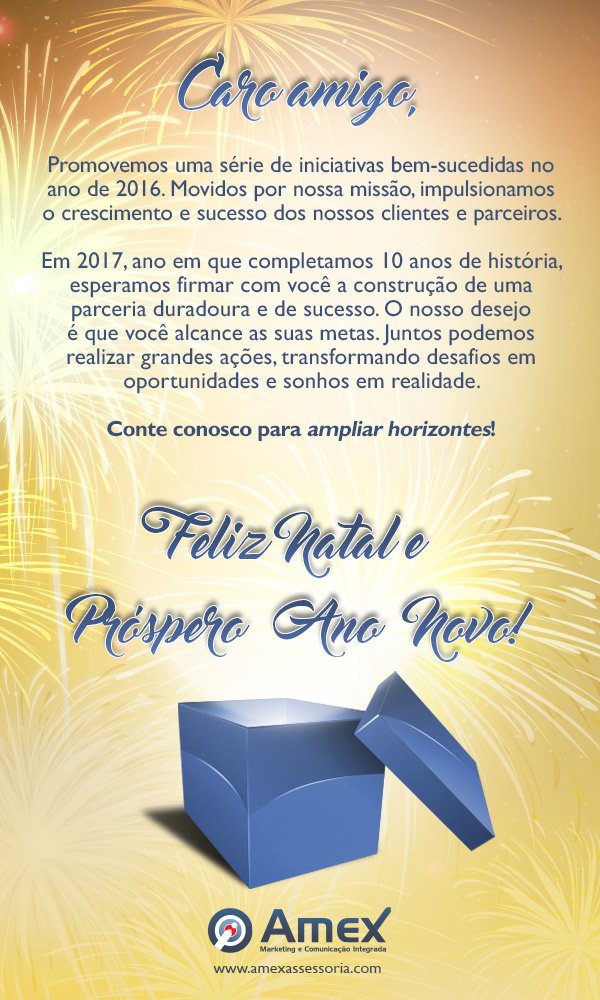 Caro amigo,
Promovemos uma série de iniciativas bem-sucedidas no
ano de 2016. Movidos por nossa missão, impulsionamos
o crescimento e sucesso dos nossos clientes e parceiros.
Em 2017, ano em que completamos 10 anos de história,
esperamos firmar com você a construção de uma
parceria duradoura e de sucesso. O nosso desejo
é que você alcance as suas metas. Juntos podemos
realizar grandes ações, transformando desafios em
oportunidades e sonhos em realidade.
Conte conosco para ampliar horizontes!
Feliz Natal e
Próspero Ano Novo!
Amex
Marketing e Comunicação Integrada
www.amexassessoria.com